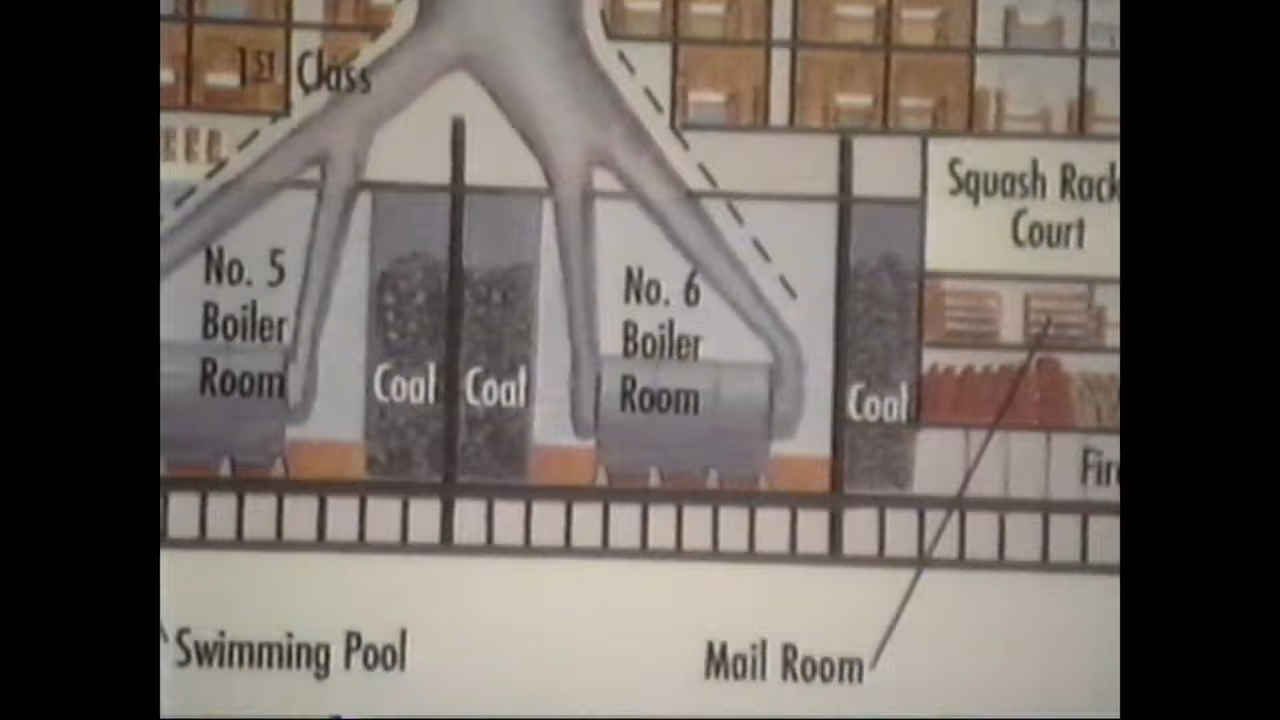 1st Class
Squash Rack
Court
No. 5
Boiler
Room
No. 6
Boiler
Room
Coal
Coal
Coal
Fir
Swimming Pool
Mail Room